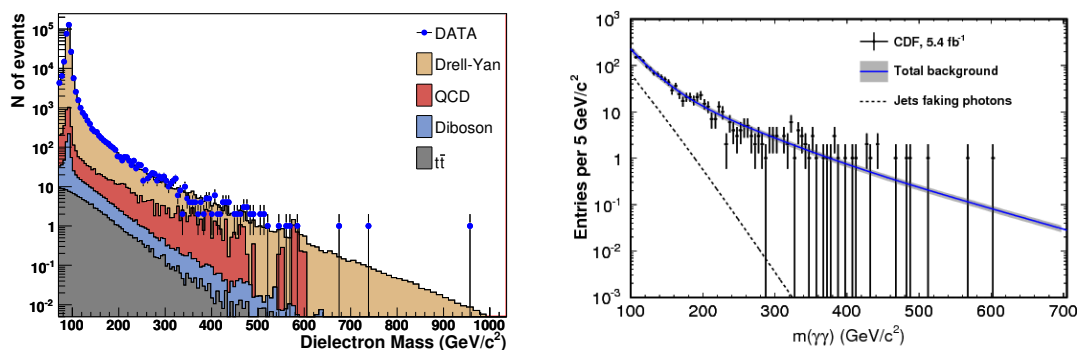 N of events
10⁵
10⁴
10³
10²
10
1
10⁻¹
10⁻²
DATA
Drell-Yan
QCD
Diboson
tt̄
100 200 300 400 500 600 700 800 900 1000
Dielectron Mass (GeV/c²)
Entries per 5 GeV/c²
10³
10²
10
1
10⁻¹
10⁻²
10⁻³
CDF, 5.4 fb⁻¹
Total background
Jets faking photons
100 200 300 400 500 600 700
m(γγ) (GeV/c²)